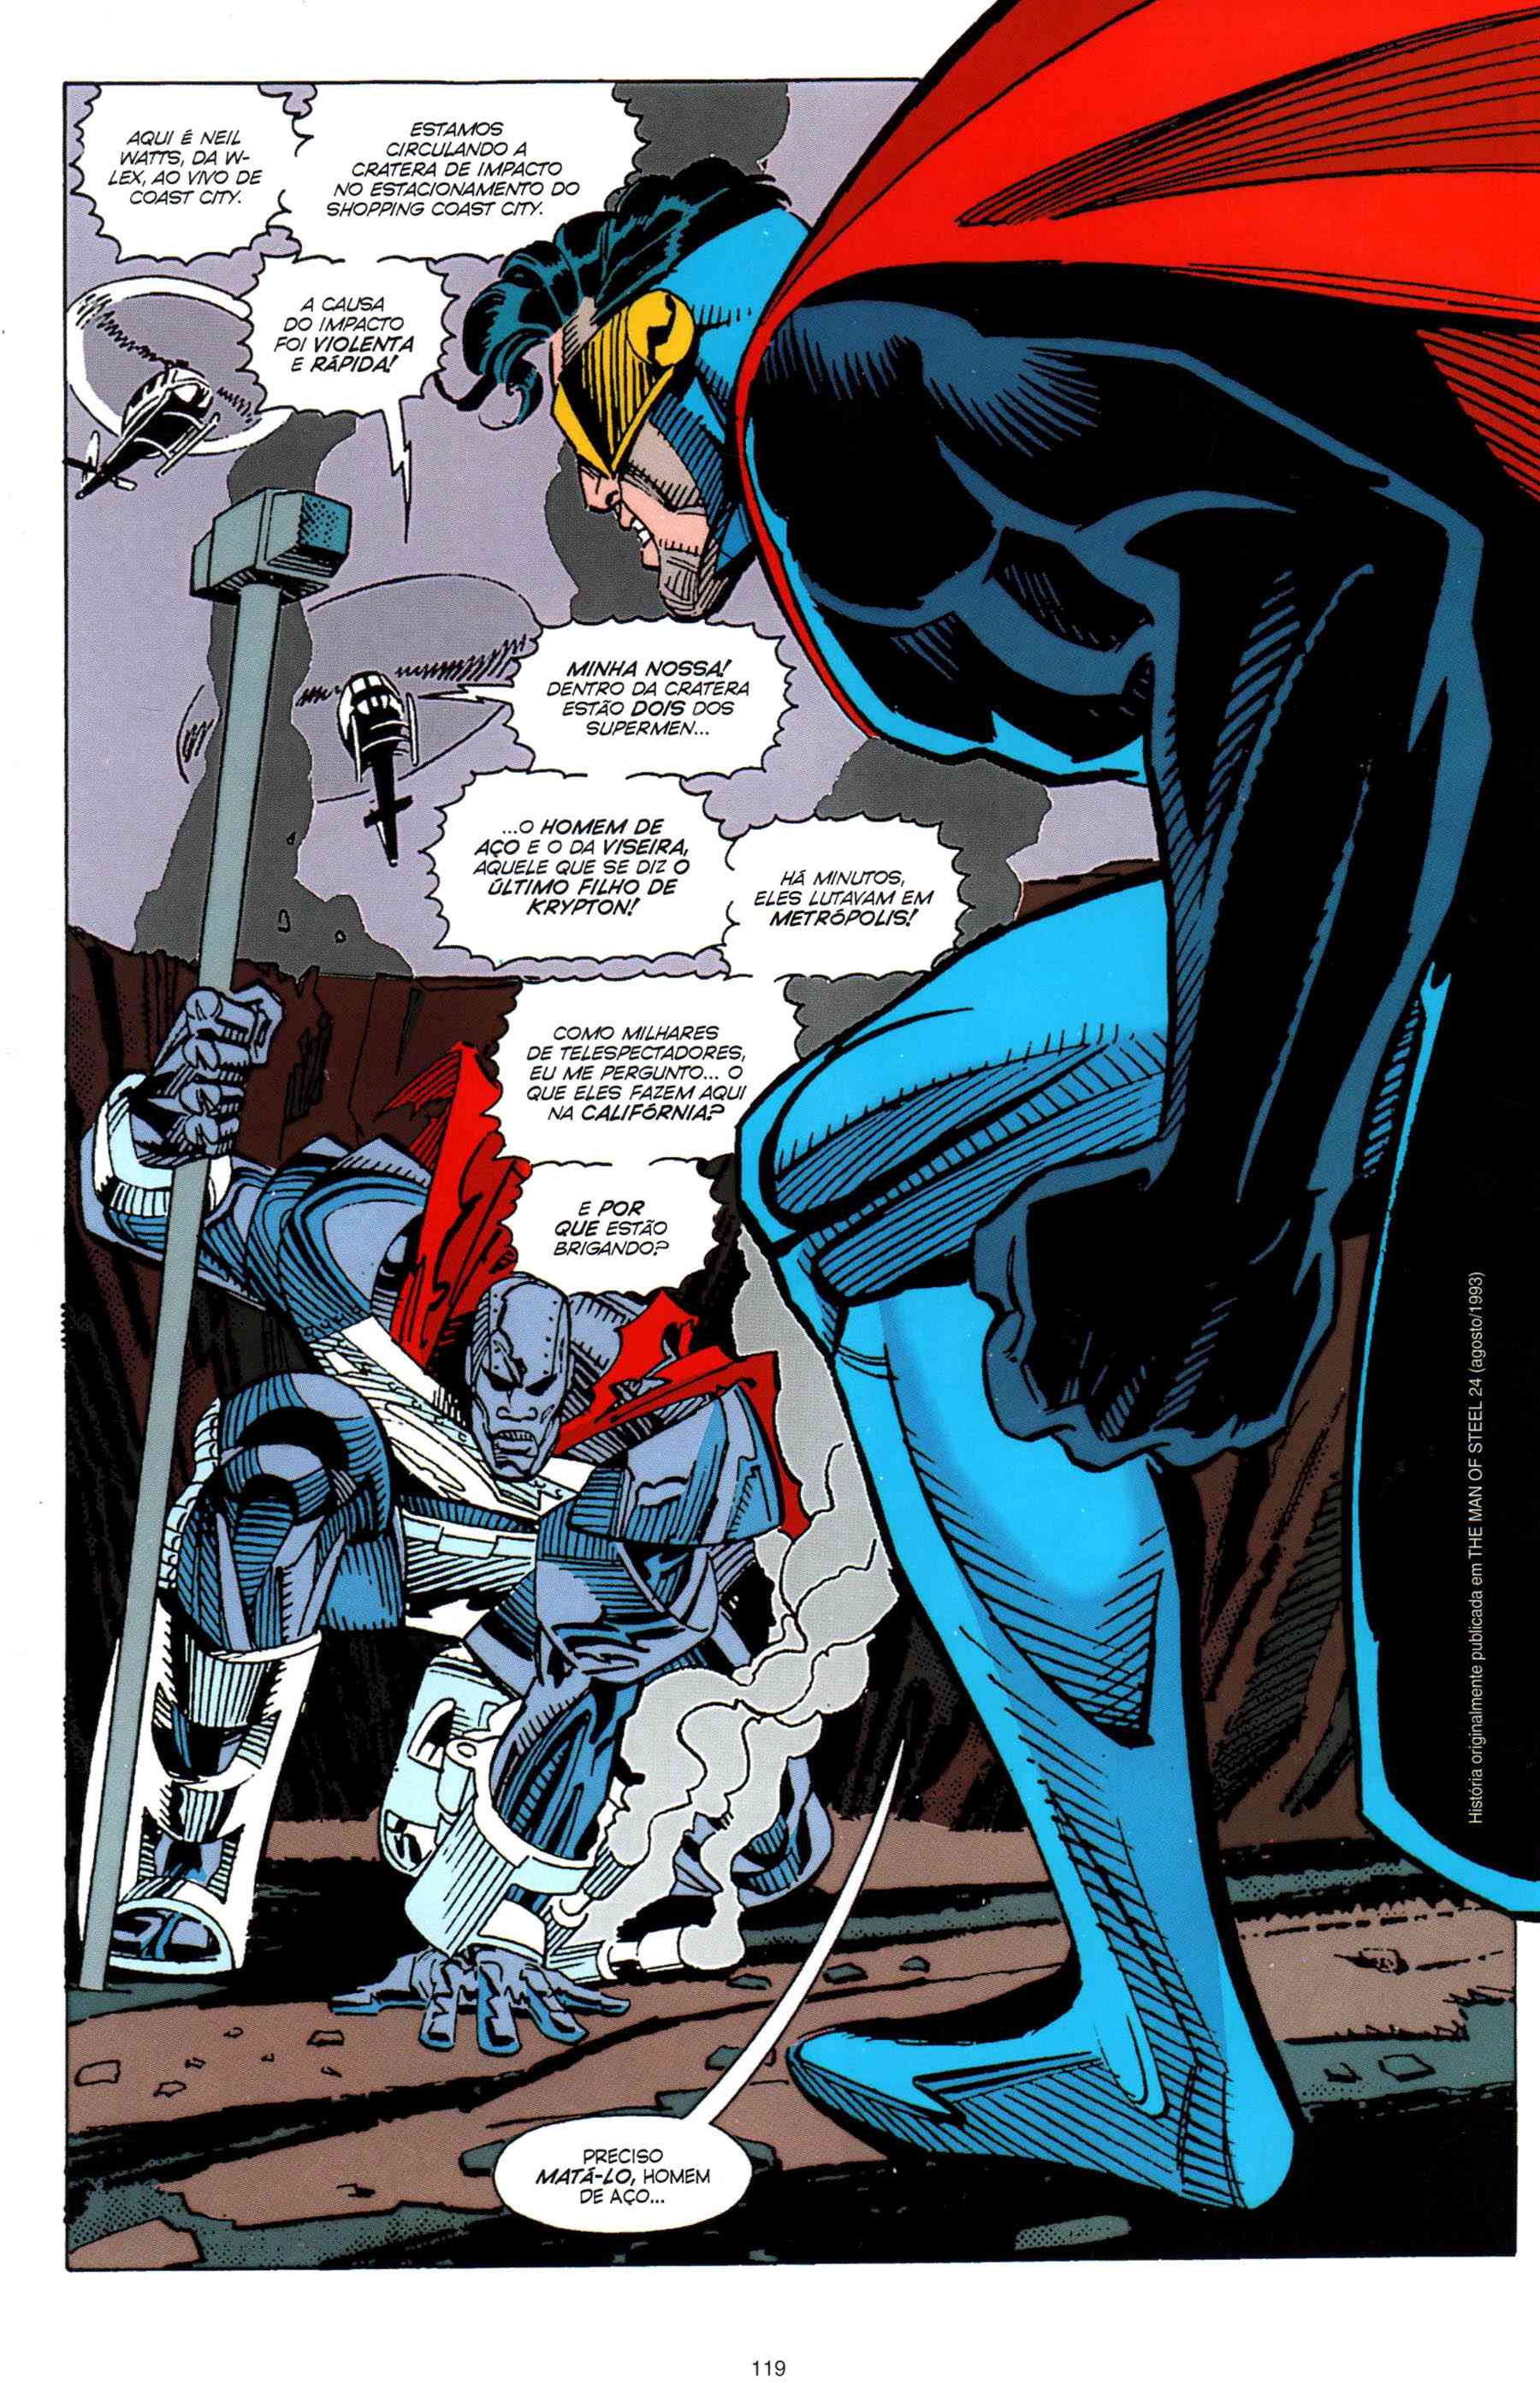 AQUI É NEIL
WATTS, DA W-
LEX, AO VIVO DE
COAST CITY.
ESTAMOS
CIRCULANDO A
CRATERA DE IMPACTO
NO ESTACIONAMENTO DO
SHOPPING COAST CITY.
A CAUSA
DO IMPACTO
FOI VIOLENTA
E RÁPIDA!
MINHA NOSSA!
DENTRO DA CRATERA
ESTÃO DOIS DOS
SUPERMEN...
...O HOMEM DE
AÇO E O DA VISEIRA,
AQUELE QUE SE DIZ O
ÚLTIMO FILHO DE
KRYPTON!
HÁ MINUTOS,
ELES LUTAVAM EM
METRÓPOLIS!
COMO MILHARES
DE TELESPECTADORES,
EU ME PERGUNTO... O
QUE ELES FAZEM AQUI
NA CALIFÓRNIA?
E POR
QUE ESTÃO
BRIGANDO?
PRECISO
MATÁ-LO, HOMEM
DE AÇO...
História originalmente publicada em THE MAN OF STEEL 24 (agosto/1993)
119